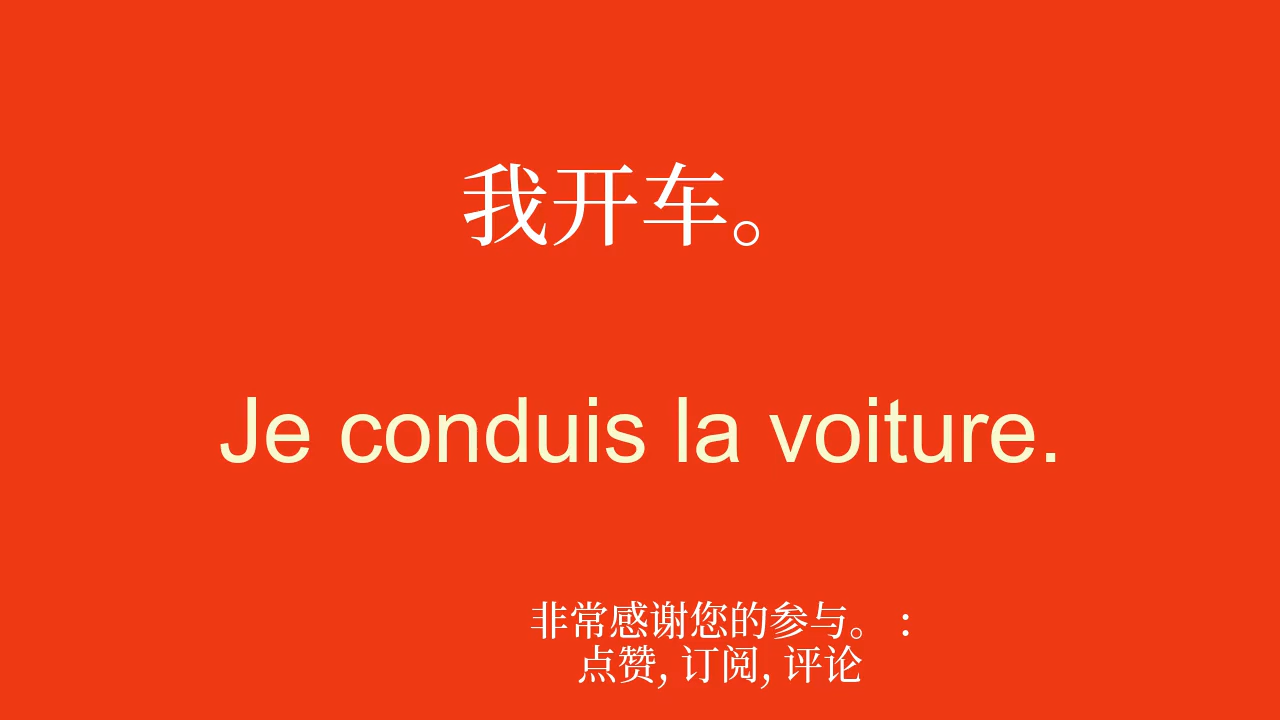 我开车。
Je conduis la voiture.
非常感谢您的参与。 :
点赞, 订阅, 评论